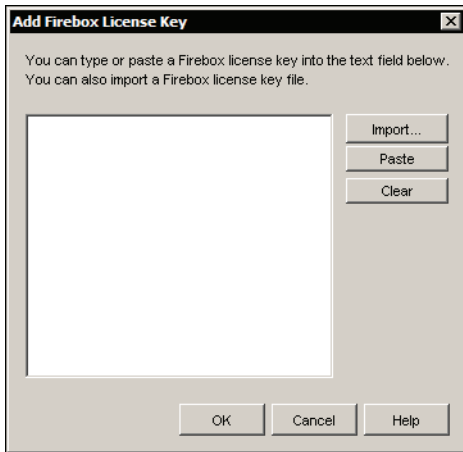 Add Firebox License Key
You can type or paste a Firebox license key into the text field below.
You can also import a Firebox license key file.
Import...
Paste
Clear
OK
Cancel
Help